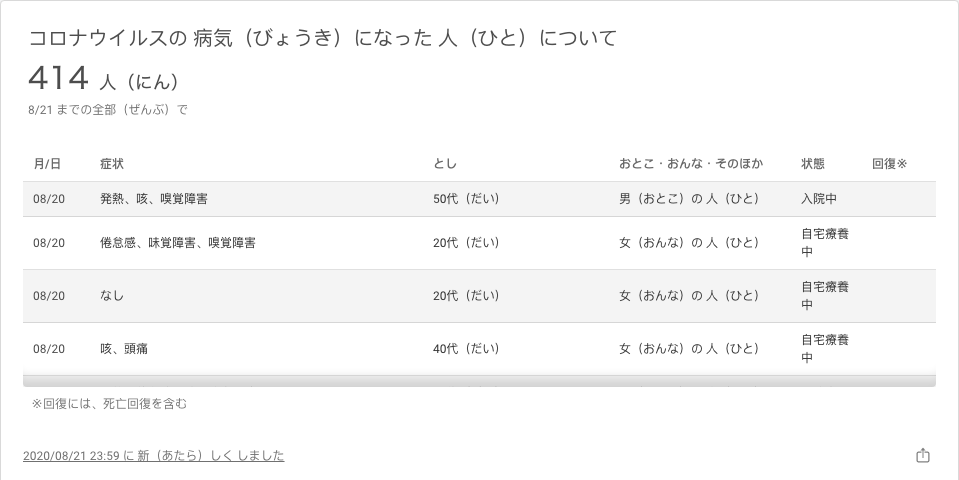 コロナウイルスの 病気（びょうき）になった 人（ひと）について
414 人（にん）
8/21 までの全部（ぜんぶ）で
月/日 症状 とし おとこ・おんな・そのほか 状態 回復※
08/20 発熱、咳、嗅覚障害 50代（だい） 男（おとこ）の 人（ひと） 入院中
08/20 倦怠感、味覚障害、嗅覚障害 20代（だい） 女（おんな）の 人（ひと） 自宅療養
中
08/20 なし 20代（だい） 女（おんな）の 人（ひと） 自宅療養
中
08/20 咳、頭痛 40代（だい） 女（おんな）の 人（ひと） 自宅療養
中
※回復には、死亡回復を含む
2020/08/21 23:59 に 新（あたら）しく しました